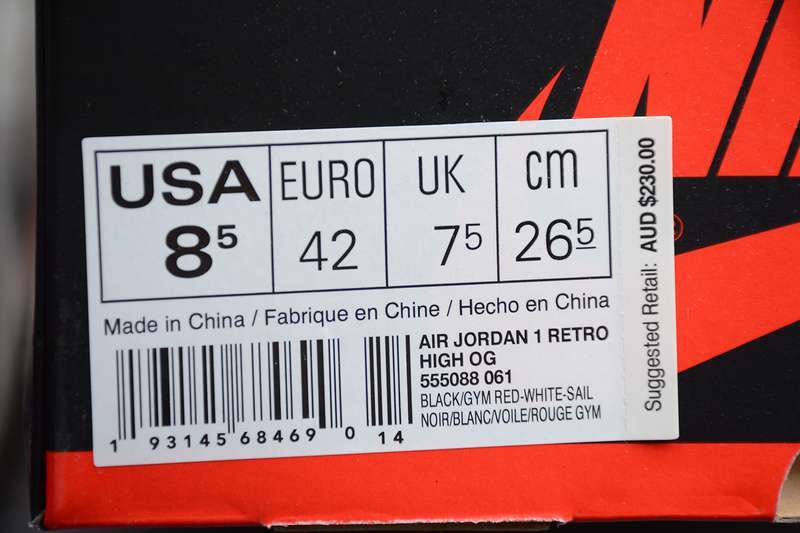 USA EURO UK cm
8⁵ 42 7⁵ 26⁵
Made in China / Fabrique en Chine / Hecho en China
AIR JORDAN 1 RETRO
HIGH OG
555088 061
BLACK/GYM RED-WHITE-SAIL
NOIR/BLANC/VOILE/ROUGE GYM
1 93145 68469 0 14
Suggested Retail: AUD $230.00
®